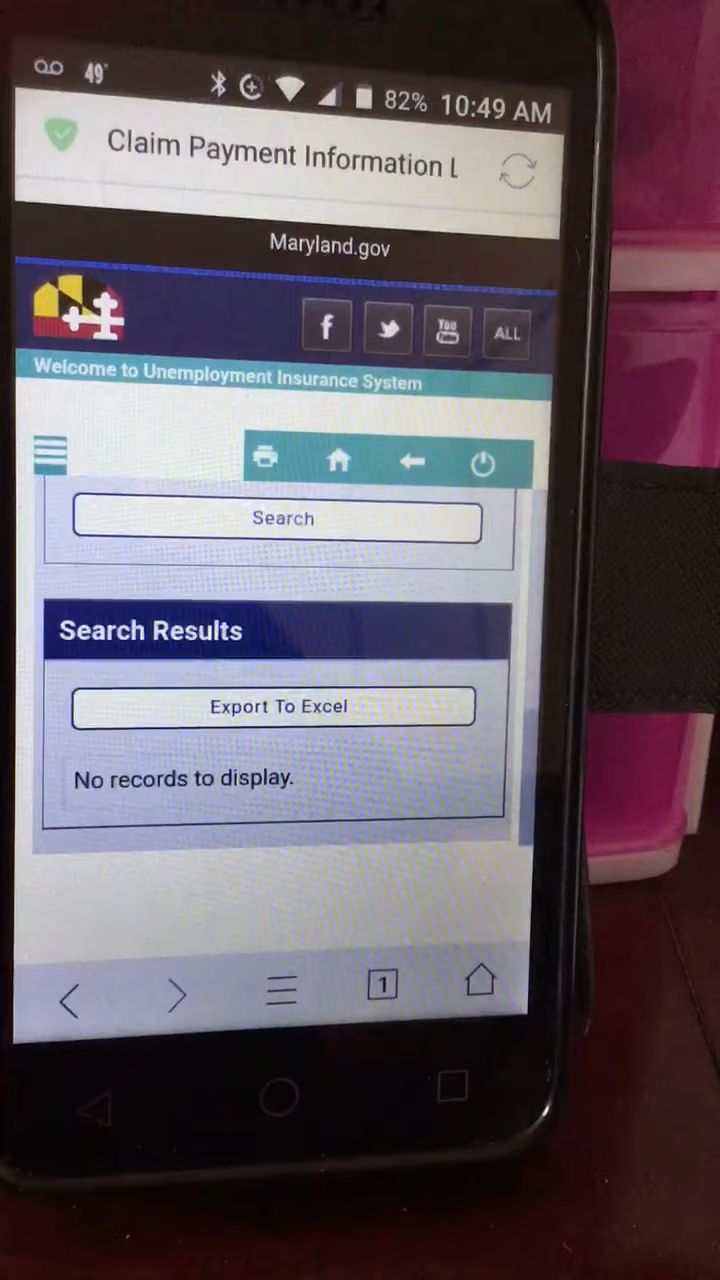 49°
82% 10:49 AM
Claim Payment Information L
Maryland.gov
f
You
ALL
Welcome to Unemployment Insurance System
Search
Search Results
Export To Excel
No records to display.
1